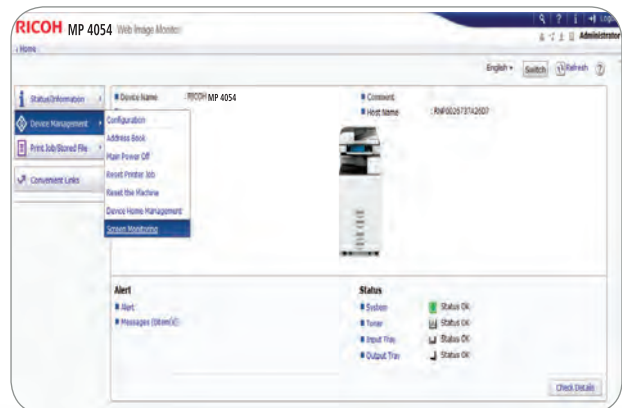 RICOH MP 4054 Web Image Monitor
Administrator
Home
English Switch Refresh
Status/Information
Device Management
Print Job/Stored File
Convenient Links
Configuration
Address Book
Main Power Off
Reset Printer Job
Reset the Machine
Device Home Management
Screen Monitoring
Device Name : RICOH MP 4054
Comment
Host Name
Alert
Alert
Messages (0item(s))
Status
System Status OK
Toner Status OK
Input Tray Status OK
Output Tray Status OK
Check Details